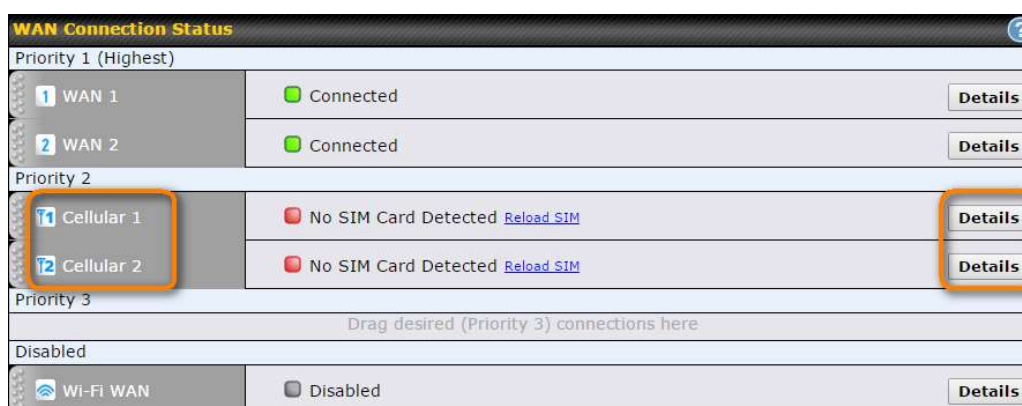 WAN Connection Status
?
Priority 1 (Highest)
1 WAN 1 Connected Details
2 WAN 2 Connected Details
Priority 2
1 Cellular 1 No SIM Card Detected Reload SIM Details
2 Cellular 2 No SIM Card Detected Reload SIM Details
Priority 3
Drag desired (Priority 3) connections here
Disabled
Wi-Fi WAN Disabled Details